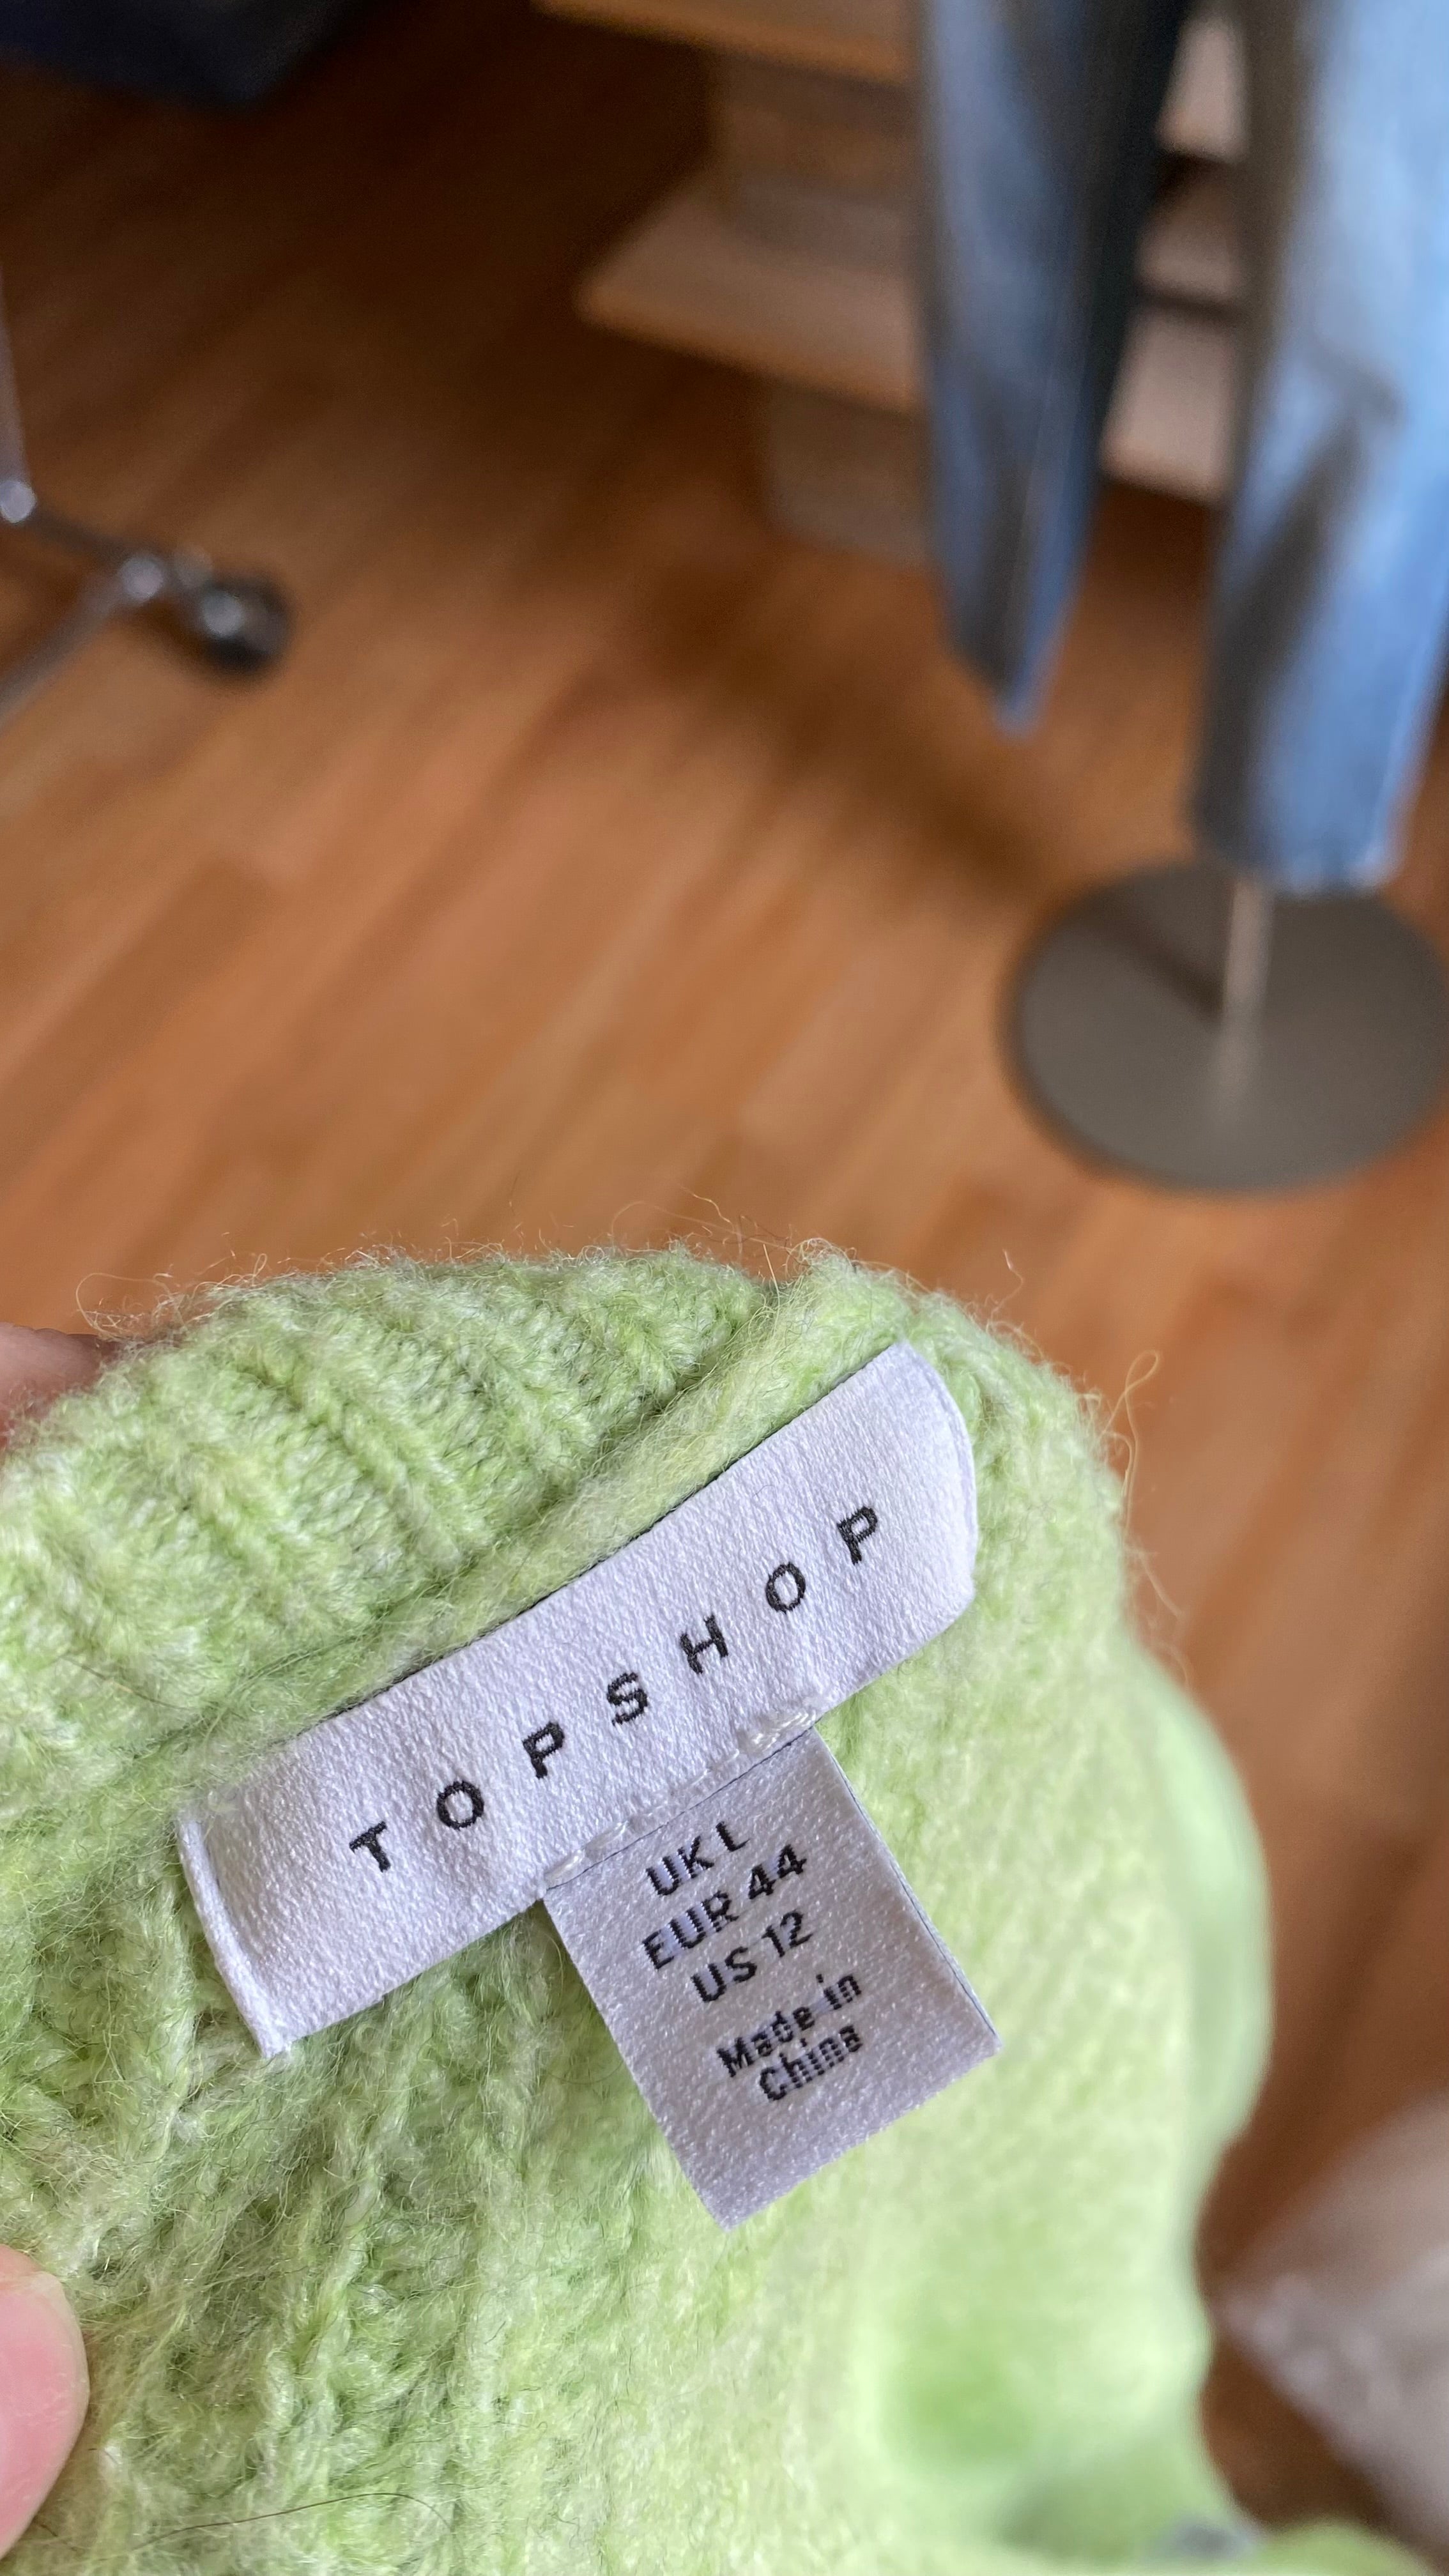 TOPSHOP
UK L
EUR 44
US 12
Made in
China